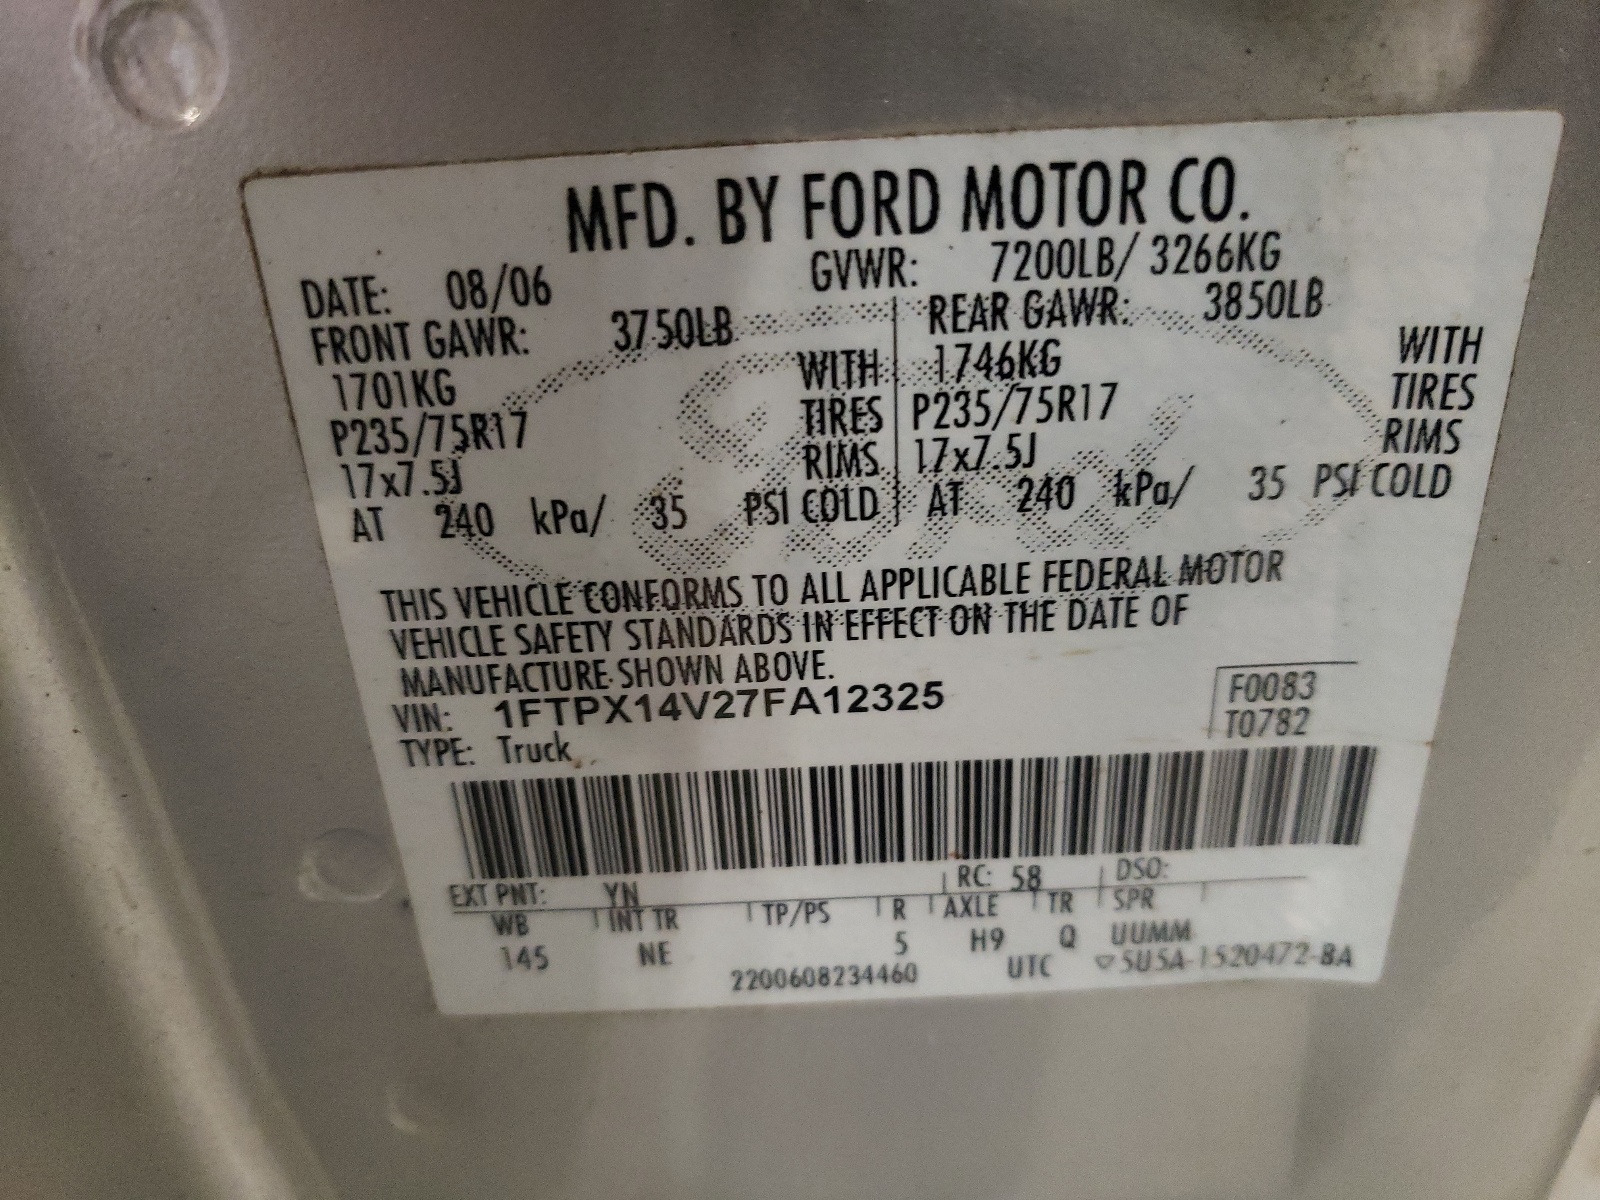 MFD. BY FORD MOTOR CO.
DATE: 08/06 GVWR: 7200LB/ 3266KG
FRONT GAWR: 3750LB REAR GAWR: 3850LB
1701KG WITH 1746KG WITH
P235/75R17 TIRES P235/75R17 TIRES
17x7.5J RIMS 17x7.5J RIMS
AT 240 kPa/ 35 PSI COLD AT 240 kPa/ 35 PSI COLD
THIS VEHICLE CONFORMS TO ALL APPLICABLE FEDERAL MOTOR
VEHICLE SAFETY STANDARDS IN EFFECT ON THE DATE OF
MANUFACTURE SHOWN ABOVE.
VIN: 1FTPX14V27FA12325 F0083
TYPE: Truck T0782
EXT PNT: YN RC: 58 DSO:
WB INT TR TP/PS R AXLE TR SPR
145 NE 5 H9 Q UUMM
2200608234460 UTC ▽5U5A-1520472-BA